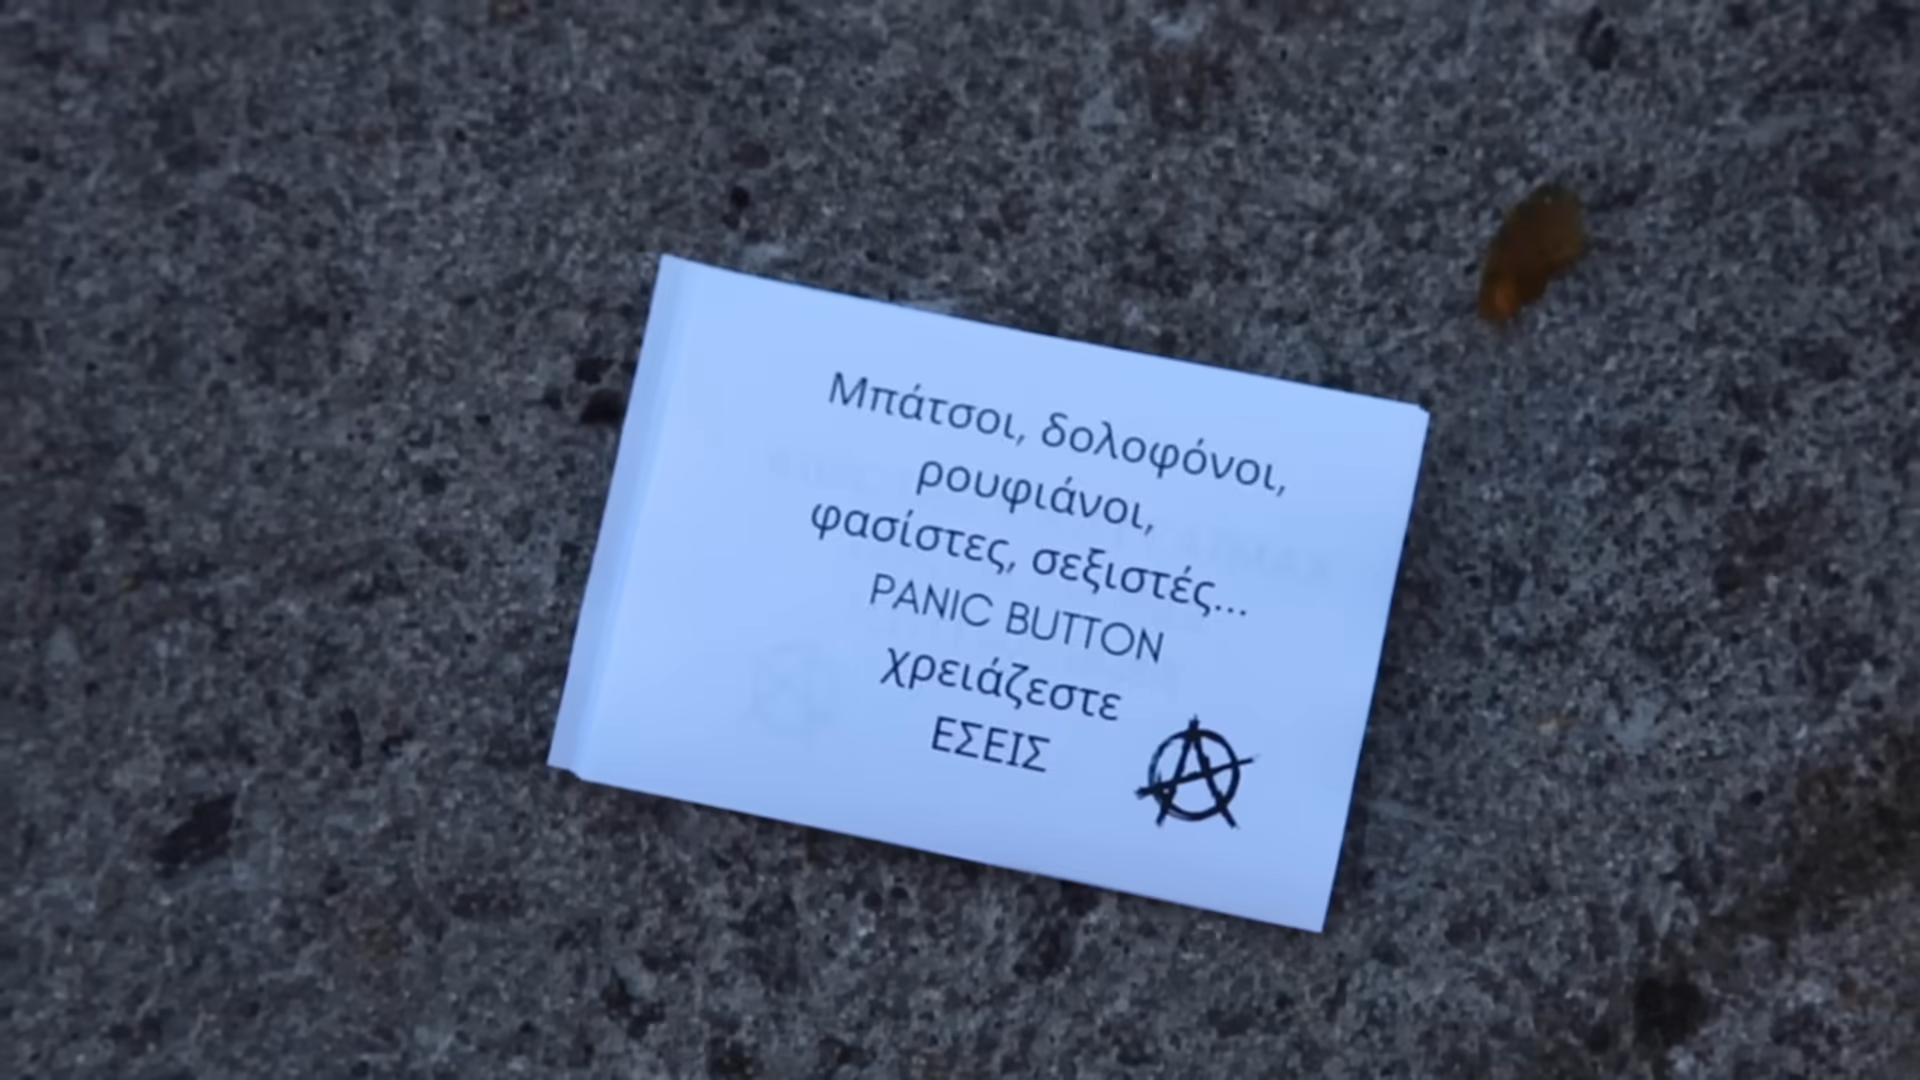 Μπάτσοι, δολοφόνοι,
ρουφιάνοι,
φασίστες, σεξιστές...
PANIC BUTTON
χρειάζεστε
ΕΣΕΙΣ